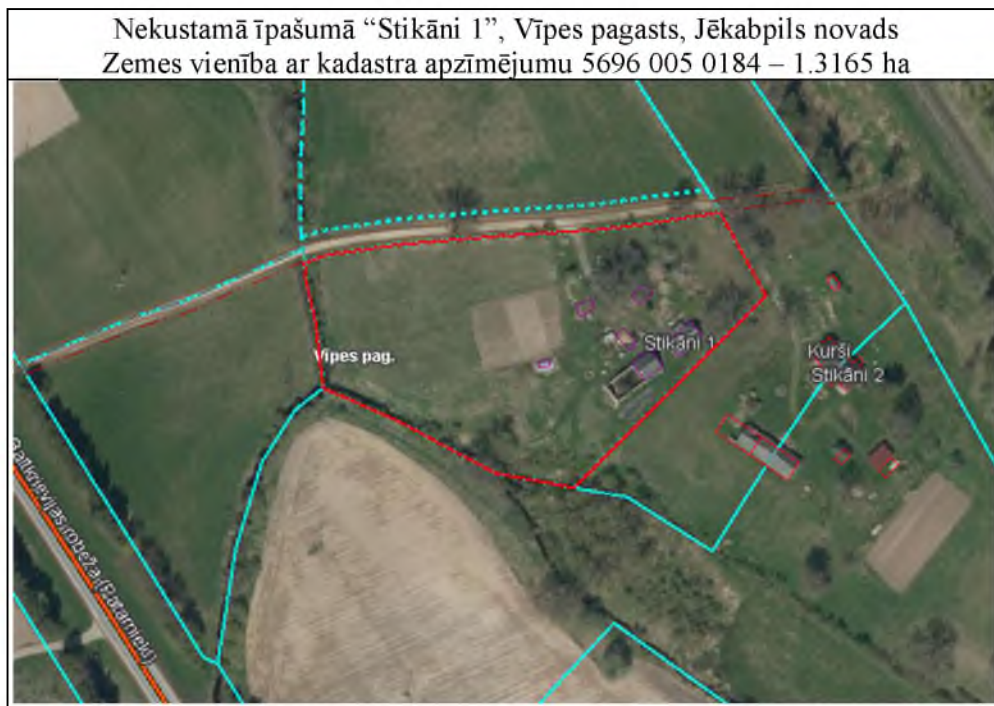 Nekustamā īpašumā “Stikāni 1”, Vīpes pagasts, Jēkabpils novads
Zemes vienība ar kadastra apzīmējumu 5696 005 0184 – 1.3165 ha
Stikāni 1
Vīpes pag.
Kurši
Stikāni 2
(Paternieki)